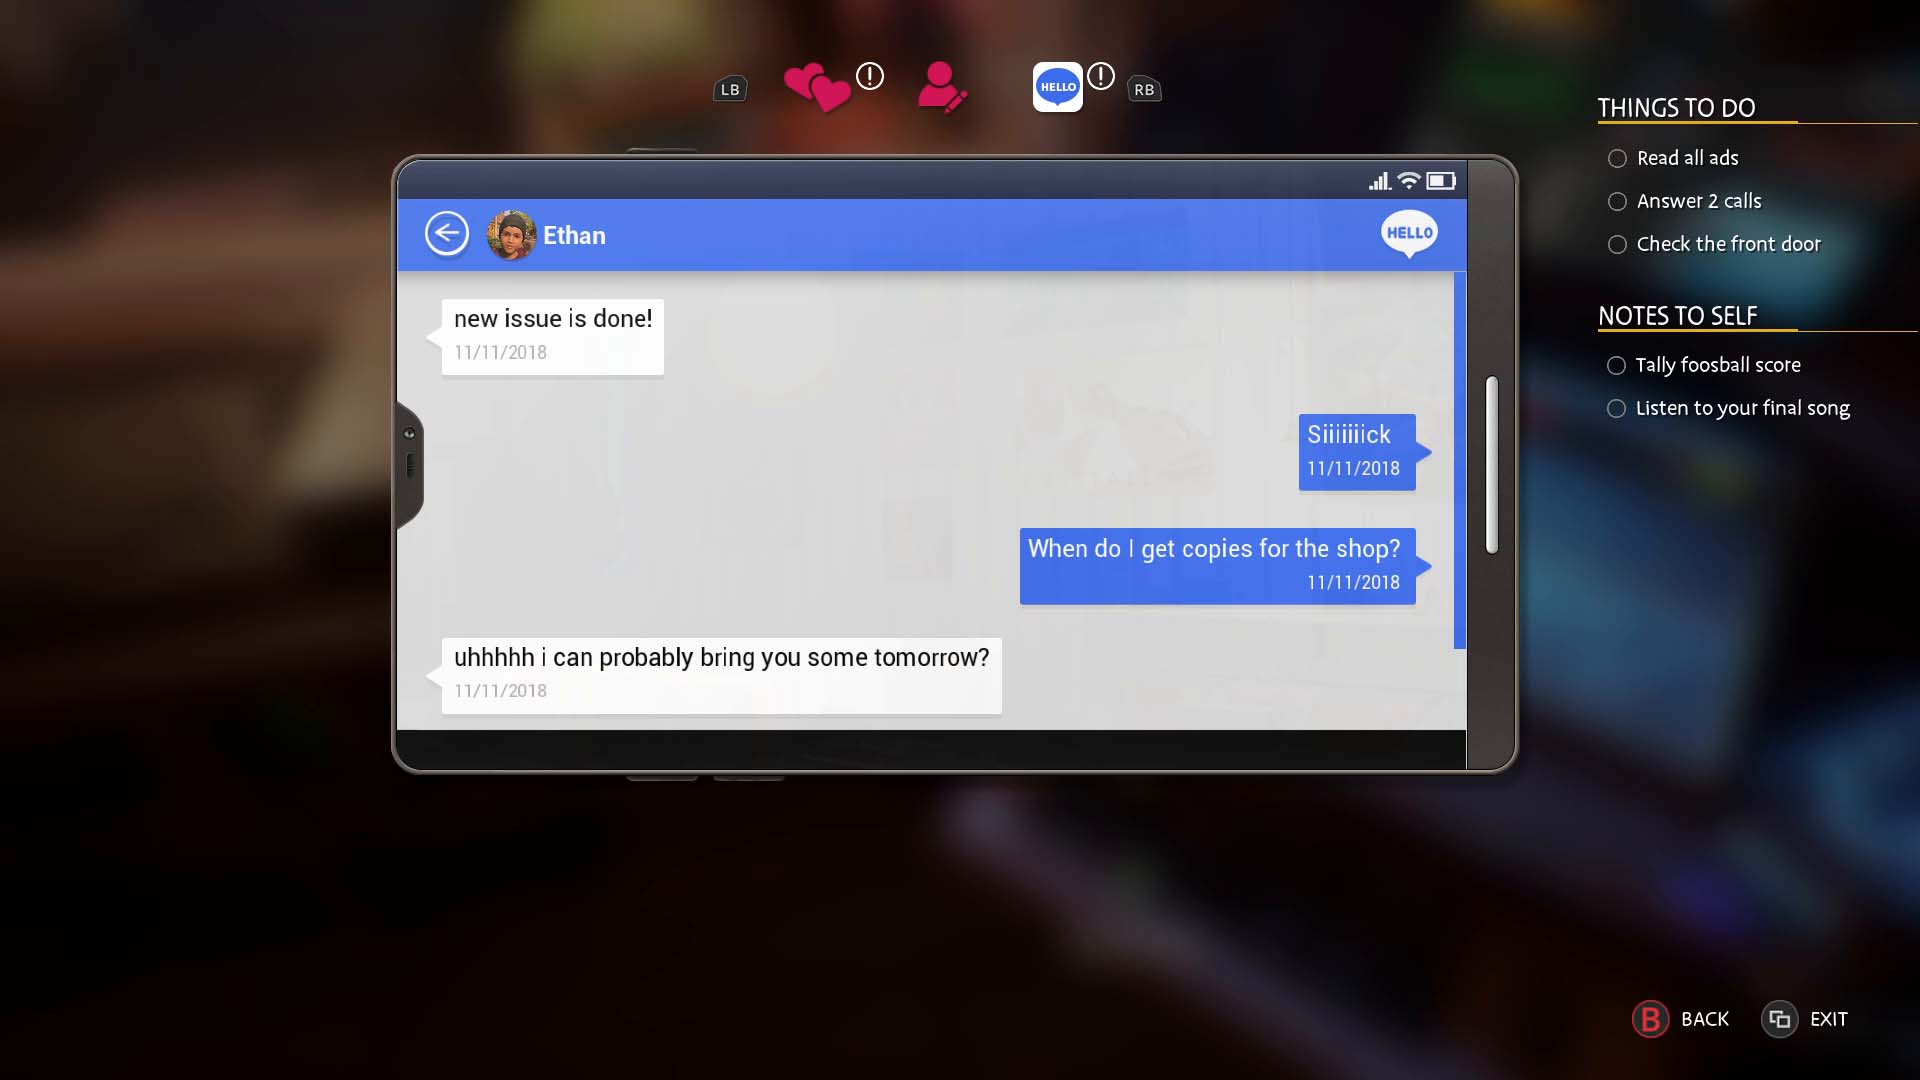 LB
!
HELLO
!
RB
THINGS TO DO
Read all ads
Answer 2 calls
Check the front door
NOTES TO SELF
Tally foosball score
Listen to your final song
Ethan
HELLO
new issue is done!
11/11/2018
Siiiiiiick
11/11/2018
When do I get copies for the shop?
11/11/2018
uhhhhh i can probably bring you some tomorrow?
11/11/2018
B BACK
EXIT